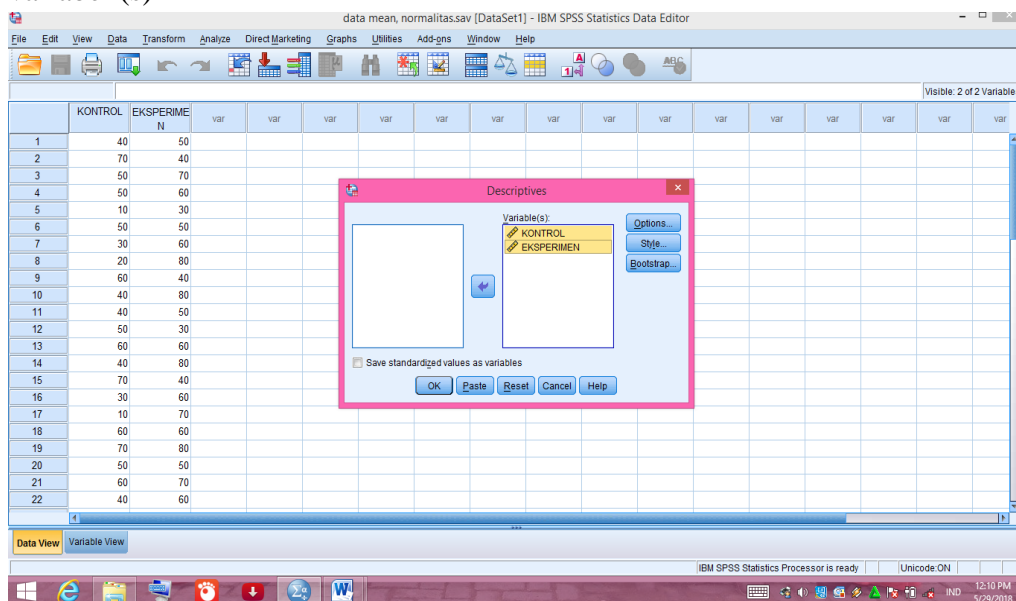 data mean, normalitas.sav [DataSet1] - IBM SPSS Statistics Data Editor
File Edit View Data Transform Analyze Direct Marketing Graphs Utilities Add-ons Window Help
Visible: 2 of 2 Variable
KONTROL EKSPERIME
N var var var var var var var var var var var var var var
1 40 50
2 70 40
3 50 70
4 50 60
5 10 30
6 50 50
7 30 60
8 20 80
9 60 40
10 40 80
11 40 50
12 50 30
13 60 60
14 40 80
15 70 40
16 30 60
17 10 70
18 60 60
19 70 80
20 50 50
21 60 70
22 40 60
Descriptives
Variable(s):
KONTROL
EKSPERIMEN
Options...
Style...
Bootstrap...
Save standardized values as variables
OK Paste Reset Cancel Help
Data View Variable View
IBM SPSS Statistics Processor is ready Unicode:ON
IND 12:10 PM
5/29/2018